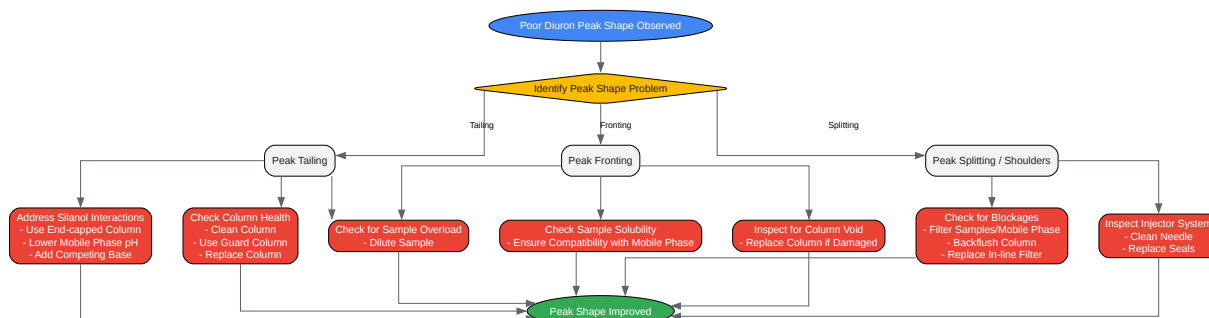 Poor Diuron Peak Shape Observed
Identify Peak Shape Problem
Tailing
Fronting
Splitting
Peak Tailing
Peak Fronting
Peak Splitting / Shoulders
Address Silanol Interactions
- Use End-capped Column
- Lower Mobile Phase pH
- Add Competing Base
Check Column Health
- Clean Column
- Use Guard Column
- Replace Column
Check for Sample Overload
- Dilute Sample
Check Sample Solubility
- Ensure Compatibility with Mobile Phase
Inspect for Column Void
- Replace Column if Damaged
Check for Blockages
- Filter Samples/Mobile Phase
- Backflush Column
- Replace In-line Filter
Inspect Injector System
- Clean Needle
- Replace Seals
Peak Shape Improved